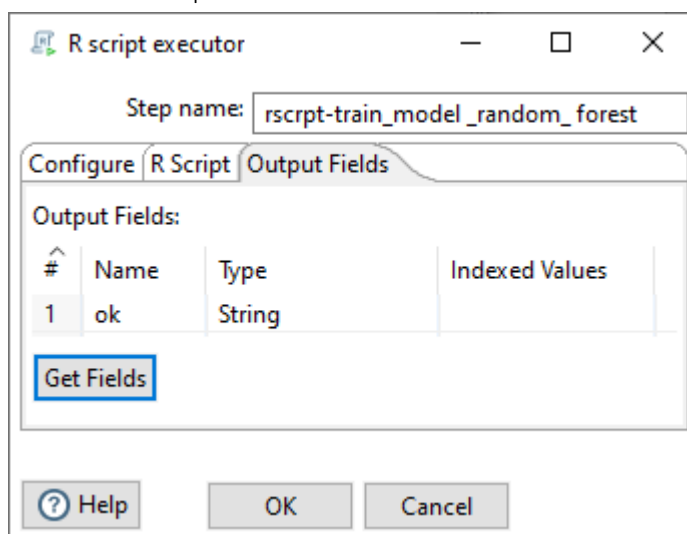 R script executor
Step name: rscrpt-train_model _random_ forest
Configure R Script Output Fields
Output Fields:
# Name Type Indexed Values
1 ok String
Get Fields
Help OK Cancel